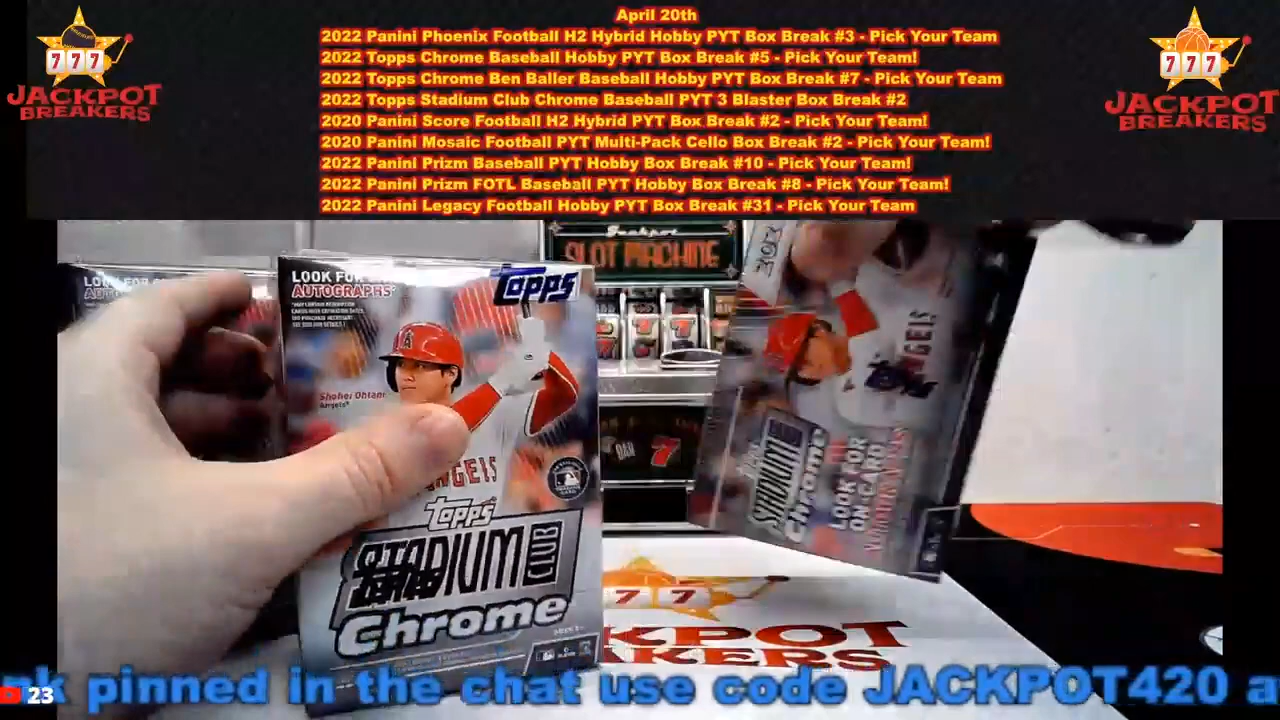 April 20th
2022 Panini Phoenix Football H2 Hybrid Hobby PYT Box Break #3 - Pick Your Team
2022 Topps Chrome Baseball Hobby PYT Box Break #5 - Pick Your Team!
2022 Topps Chrome Ben Baller Baseball Hobby PYT Box Break #7 - Pick Your Team
2022 Topps Stadium Club Chrome Baseball PYT 3 Blaster Box Break #2
2020 Panini Score Football H2 Hybrid PYT Box Break #2 - Pick Your Team!
2020 Panini Mosaic Football PYT Multi-Pack Cello Box Break #2 - Pick Your Team!
2022 Panini Prizm Baseball PYT Hobby Box Break #10 - Pick Your Team!
2022 Panini Prizm FOTL Baseball PYT Hobby Box Break #8 - Pick Your Team!
2022 Panini Legacy Football Hobby PYT Box Break #31 - Pick Your Team
777
JACKPOT
BREAKERS
777
JACKPOT
BREAKERS
Jackpot
SLOT MACHINE
LOOK FOR
AUTOGRAPHS
topps
Shohei Ohtani
Angels
ANGELS
topps
STADIUM CLUB
Chrome
STADIUM
Chrome
LOOK FOR
ON-CARD
AUTOGRAPHS
ANGELS
BAR
7
77
KPOT
KERS
nk pinned in the chat use code JACKPOT420 a
23